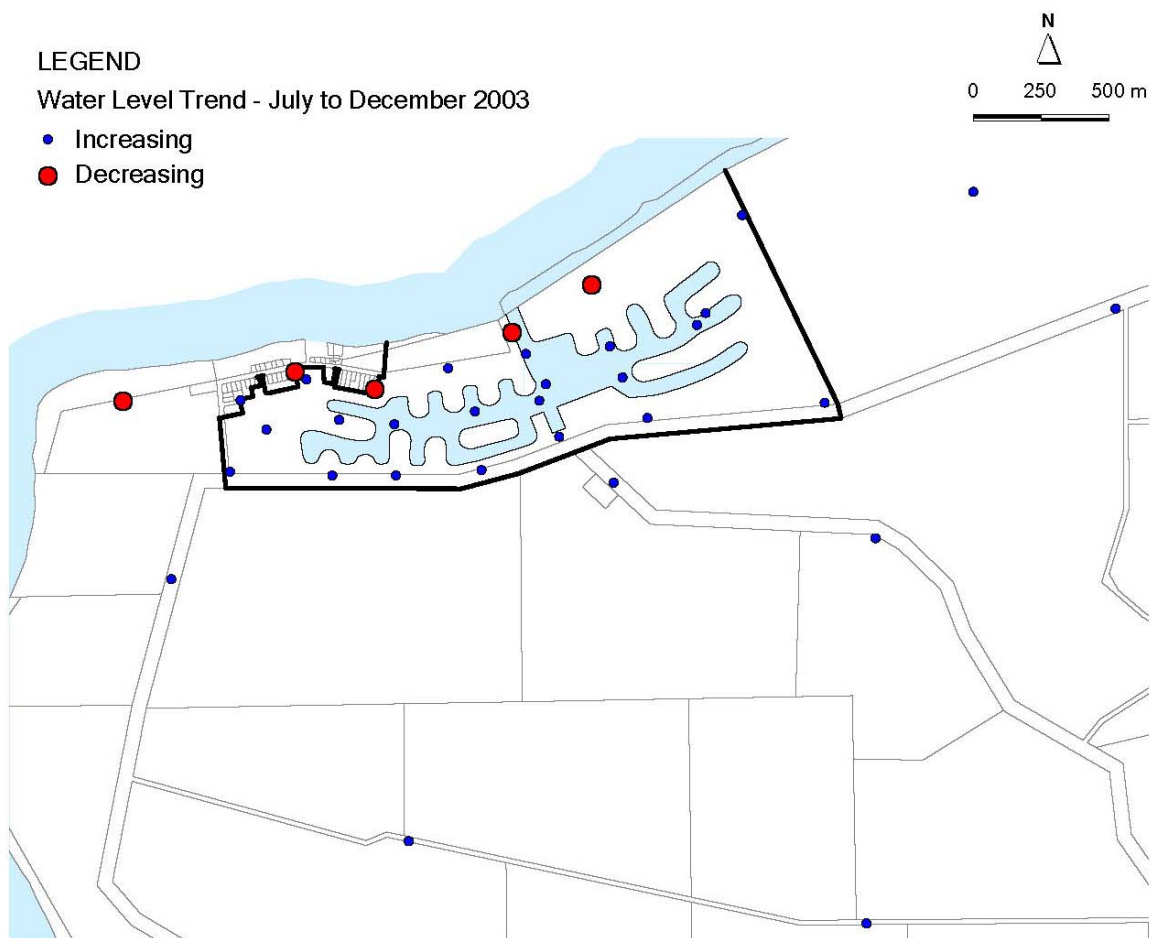 N
LEGEND
Water Level Trend - July to December 2003
0 250 500 m
Increasing
Decreasing